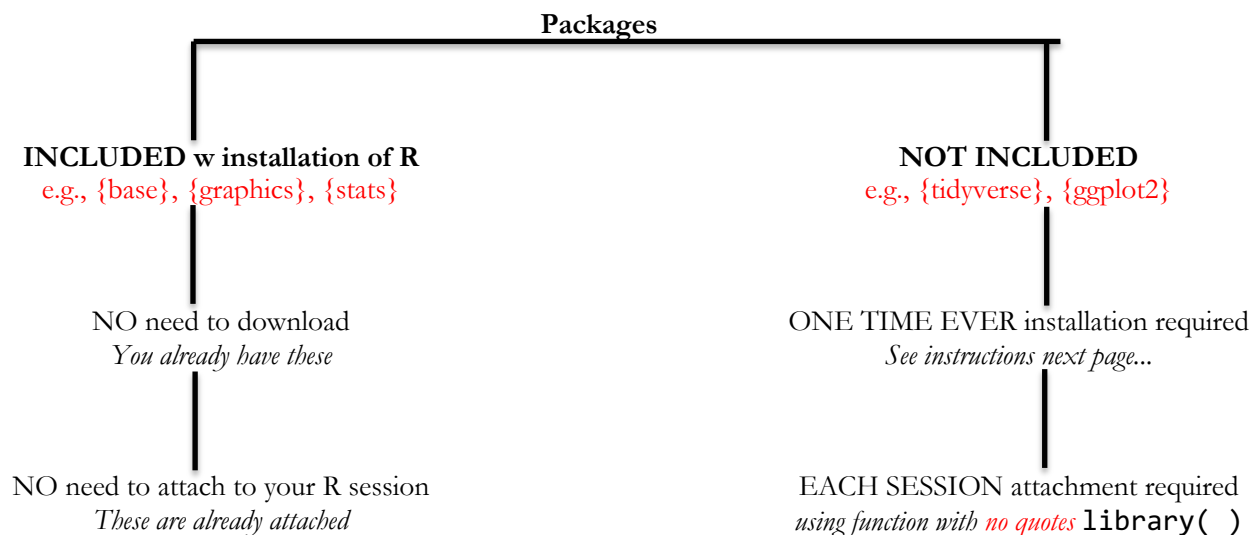 Packages
INCLUDED w installation of R
e.g., {base}, {graphics}, {stats}
NO need to download
You already have these
NO need to attach to your R session
These are already attached
NOT INCLUDED
e.g., {tidyverse}, {ggplot2}
ONE TIME EVER installation required
See instructions next page...
EACH SESSION attachment required
using function with no quotes library( )